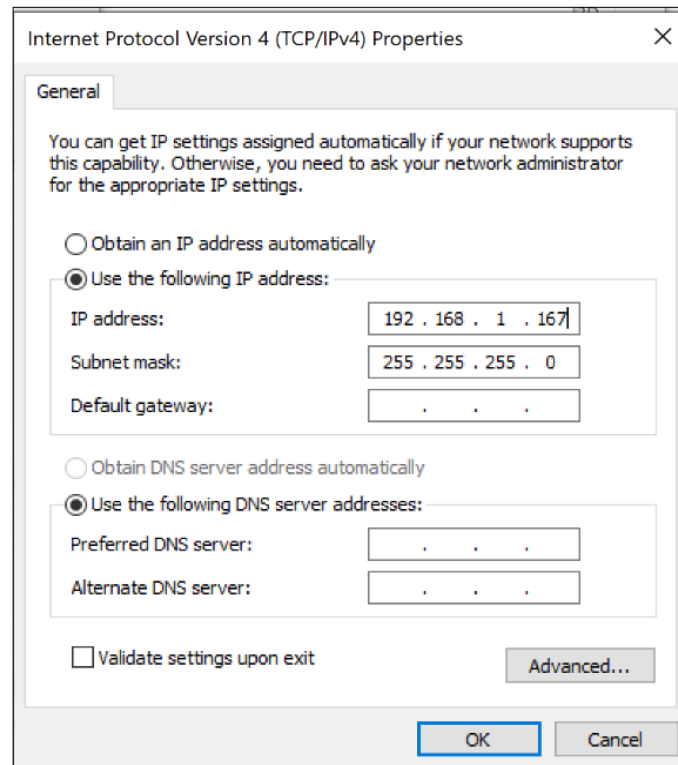 Internet Protocol Version 4 (TCP/IPv4) Properties
General
You can get IP settings assigned automatically if your network supports
this capability. Otherwise, you need to ask your network administrator
for the appropriate IP settings.
Obtain an IP address automatically
Use the following IP address:
IP address: 192 . 168 . 1 . 167
Subnet mask: 255 . 255 . 255 . 0
Default gateway: . . .
Obtain DNS server address automatically
Use the following DNS server addresses:
Preferred DNS server: . . .
Alternate DNS server: . . .
Validate settings upon exit
Advanced...
OK Cancel